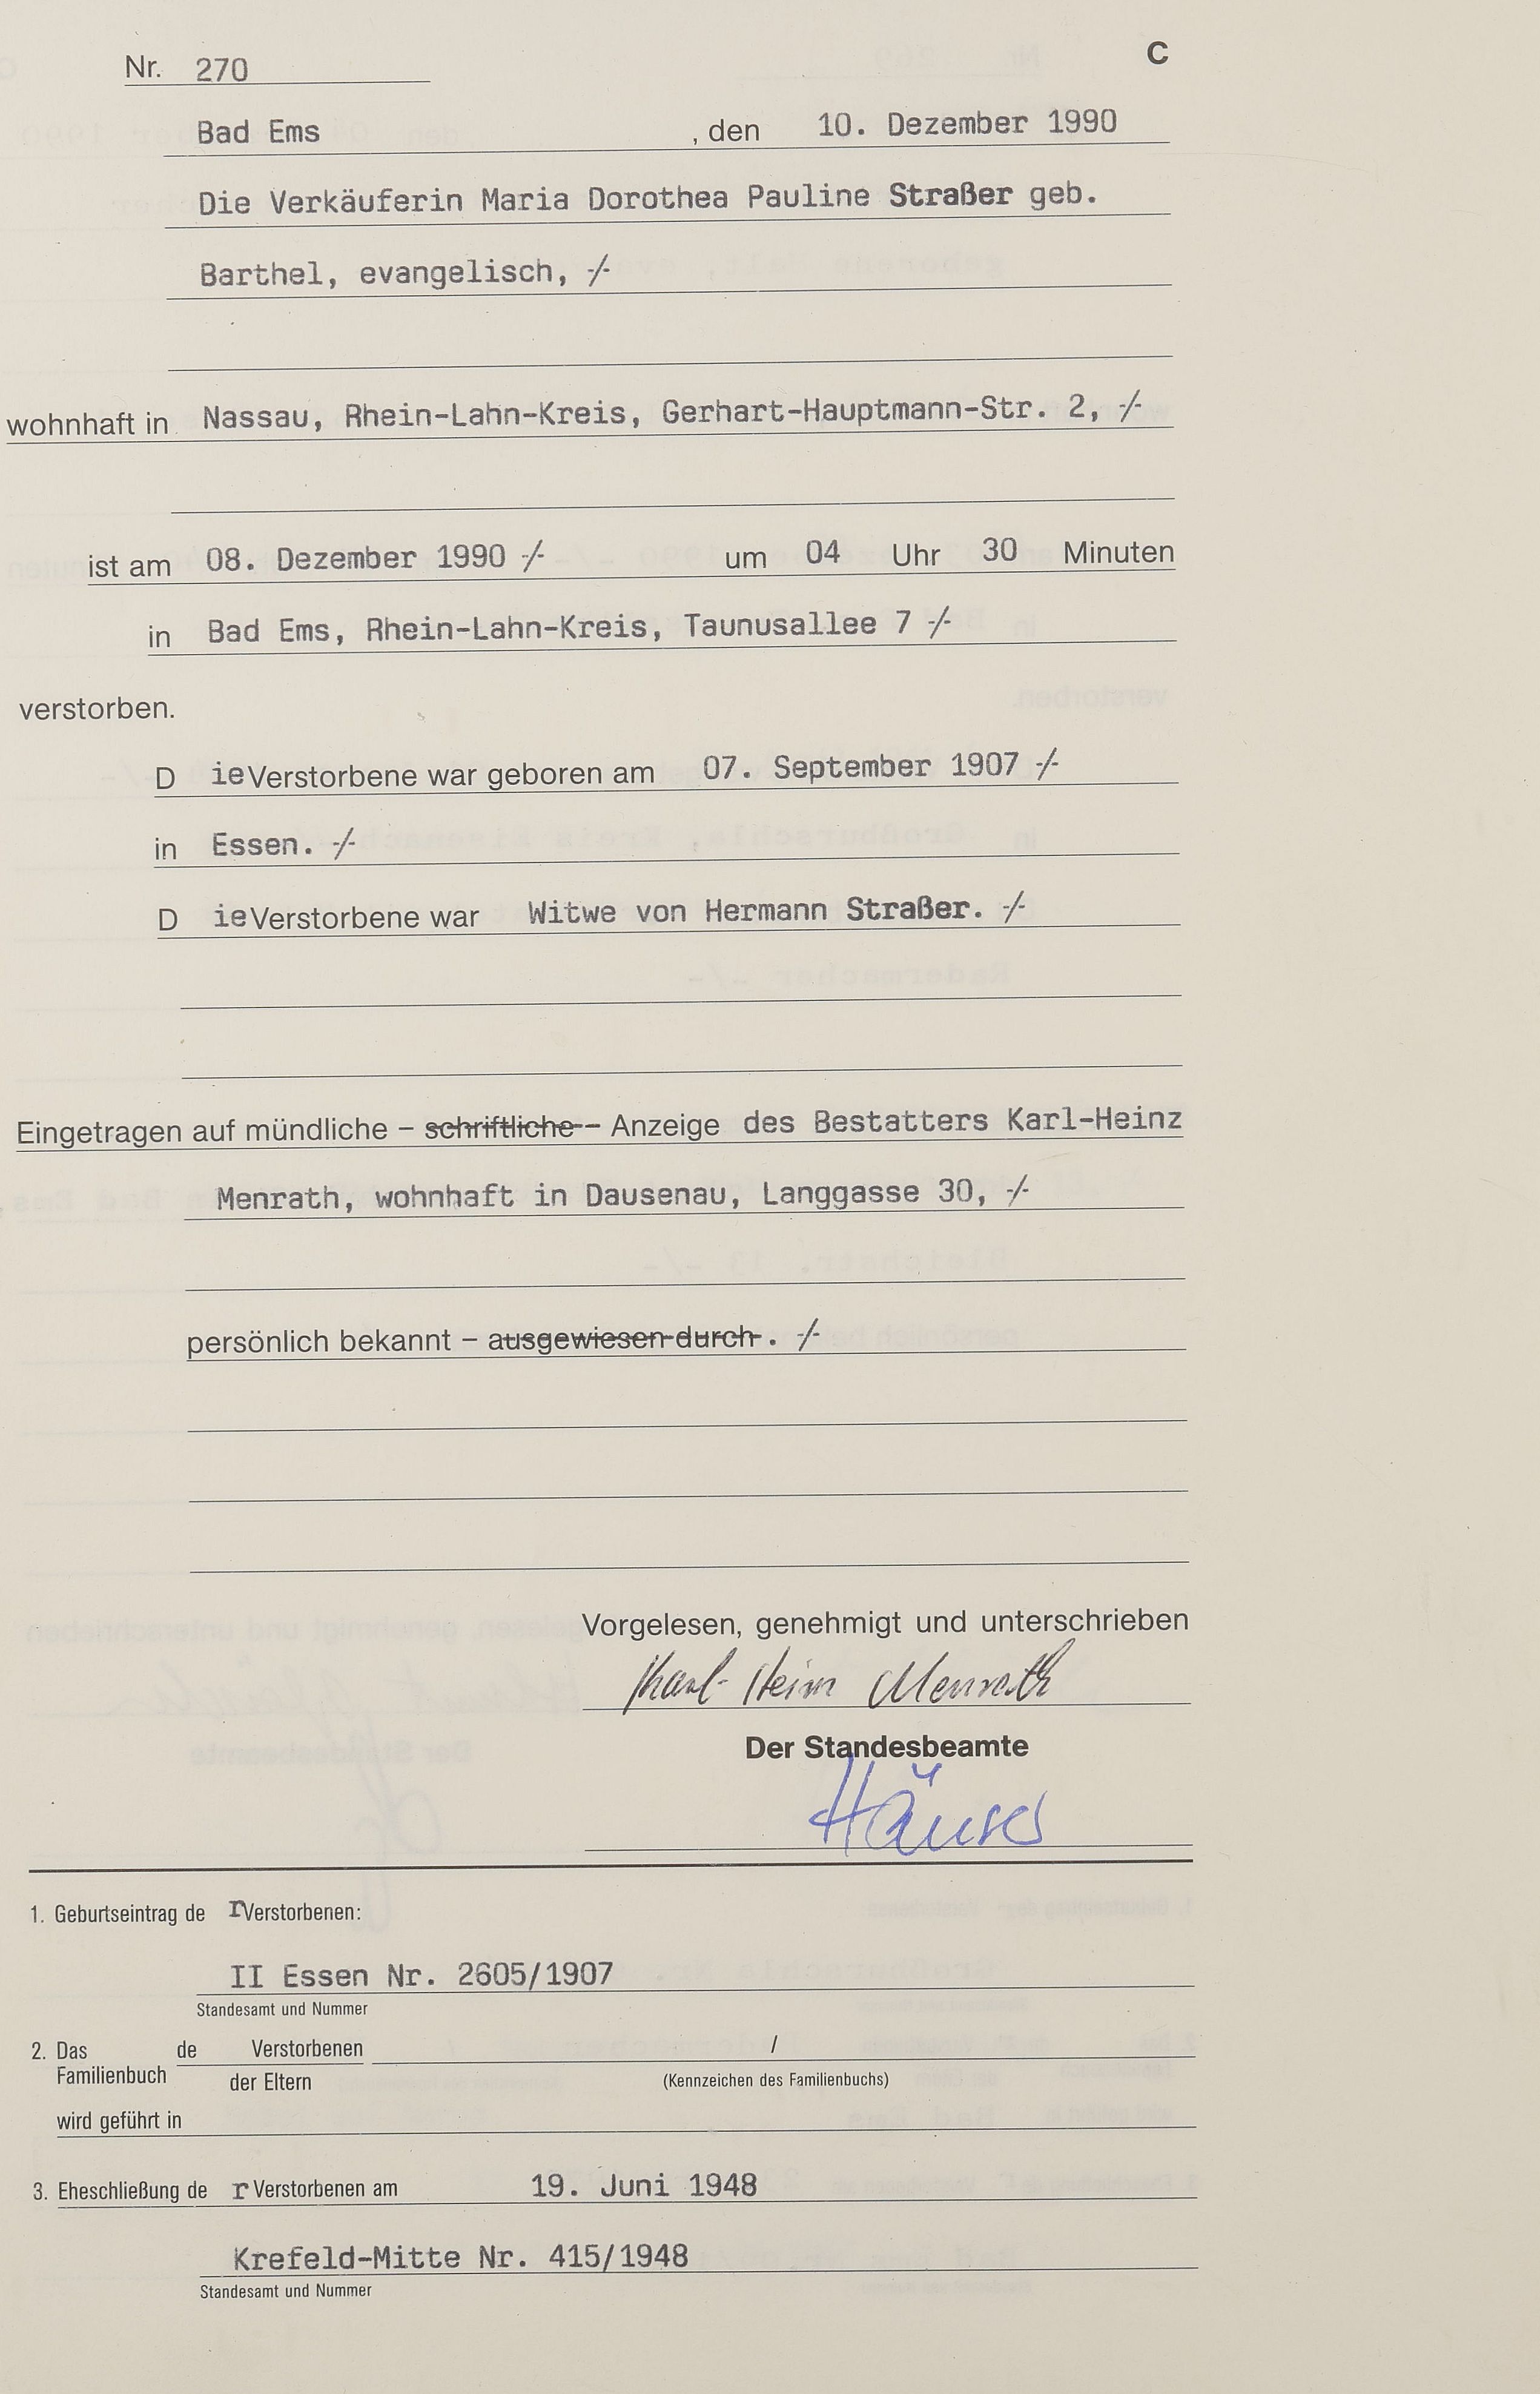 Nr. 270
C
Bad Ems , den 10. Dezember 1990
Die Verkäuferin Maria Dorothea Pauline Straßer geb.
Barthel, evangelisch, -/-
wohnhaft in Nassau, Rhein-Lahn-Kreis, Gerhart-Hauptmann-Str. 2, -/-
ist am 08. Dezember 1990 -/- um 04 Uhr 30 Minuten
in Bad Ems, Rhein-Lahn-Kreis, Taunusallee 7 -/-
verstorben.
D ie Verstorbene war geboren am 07. September 1907 -/-
in Essen. -/-
D ie Verstorbene war Witwe von Hermann Straßer. -/-
Eingetragen auf mündliche – schriftliche – Anzeige des Bestatters Karl-Heinz
Menrath, wohnhaft in Dausenau, Langgasse 30, -/-
persönlich bekannt – ausgewiesen durch . -/-
Vorgelesen, genehmigt und unterschrieben
Karl-Heinz Menrath
Der Standesbeamte
1. Geburtseintrag de r Verstorbenen:
II Essen Nr. 2605/1907
Standesamt und Nummer
2. Das de Verstorbenen /
Familienbuch der Eltern (Kennzeichen des Familienbuchs)
wird geführt in
3. Eheschließung de r Verstorbenen am 19. Juni 1948
Krefeld-Mitte Nr. 415/1948
Standesamt und Nummer